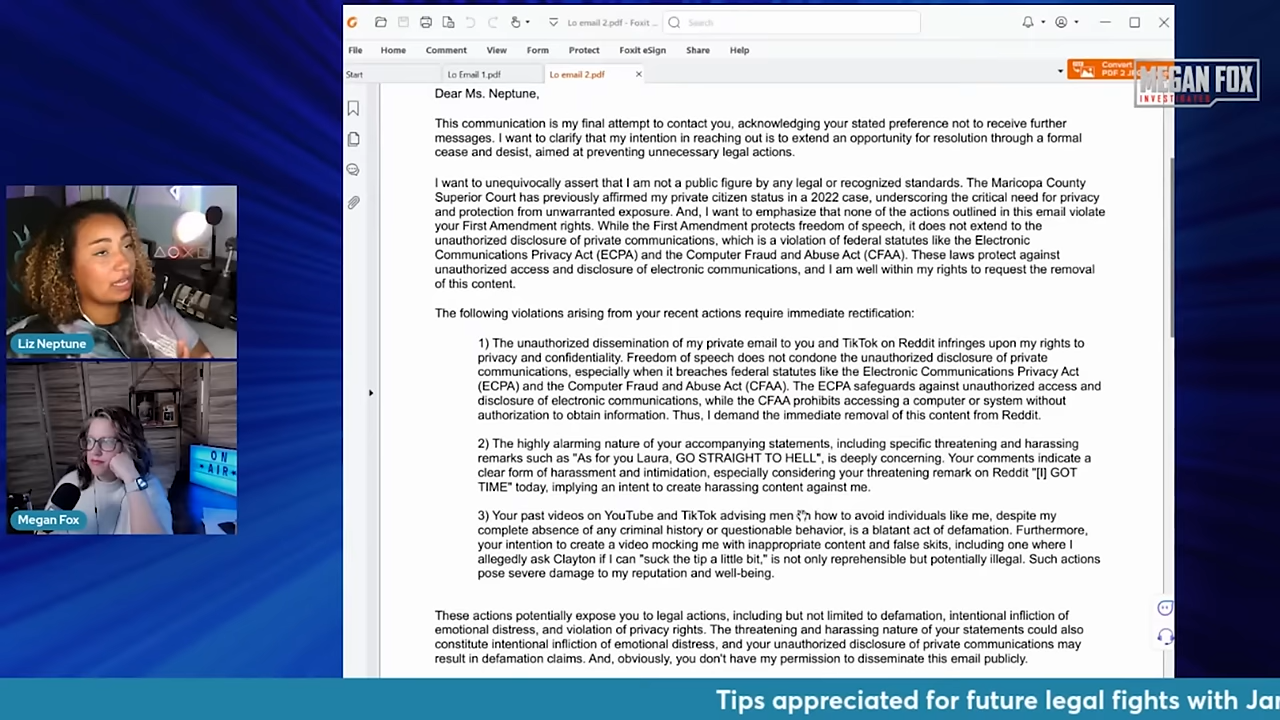 Lo email 2.pdf - Foxit ...
Search
File Home Comment View Form Protect Foxit eSign Share Help
Start Lo Email 1.pdf Lo email 2.pdf
Convert
PDF 2
MEGAN FOX
INVESTIGATES
Dear Ms. Neptune,
This communication is my final attempt to contact you, acknowledging your stated preference not to receive further
messages. I want to clarify that my intention in reaching out is to extend an opportunity for resolution through a formal
cease and desist, aimed at preventing unnecessary legal actions.
I want to unequivocally assert that I am not a public figure by any legal or recognized standards. The Maricopa County
Superior Court has previously affirmed my private citizen status in a 2022 case, underscoring the critical need for privacy
and protection from unwarranted exposure. And, I want to emphasize that none of the actions outlined in this email violate
your First Amendment rights. While the First Amendment protects freedom of speech, it does not extend to the
unauthorized disclosure of private communications, which is a violation of federal statutes like the Electronic
Communications Privacy Act (ECPA) and the Computer Fraud and Abuse Act (CFAA). These laws protect against
unauthorized access and disclosure of electronic communications, and I am well within my rights to request the removal
of this content.
The following violations arising from your recent actions require immediate rectification:
1) The unauthorized dissemination of my private email to you and TikTok on Reddit infringes upon my rights to
privacy and confidentiality. Freedom of speech does not condone the unauthorized disclosure of private
communications, especially when it breaches federal statutes like the Electronic Communications Privacy Act
(ECPA) and the Computer Fraud and Abuse Act (CFAA). The ECPA safeguards against unauthorized access and
disclosure of electronic communications, while the CFAA prohibits accessing a computer or system without
authorization to obtain information. Thus, I demand the immediate removal of this content from Reddit.
2) The highly alarming nature of your accompanying statements, including specific threatening and harassing
remarks such as "As for you Laura, GO STRAIGHT TO HELL", is deeply concerning. Your comments indicate a
clear form of harassment and intimidation, especially considering your threatening remark on Reddit "[I] GOT
TIME" today, implying an intent to create harassing content against me.
3) Your past videos on YouTube and TikTok advising men how to avoid individuals like me, despite my
complete absence of any criminal history or questionable behavior, is a blatant act of defamation. Furthermore,
your intention to create a video mocking me with inappropriate content and false skits, including one where I
allegedly ask Clayton if I can "suck the tip a little bit," is not only reprehensible but potentially illegal. Such actions
pose severe damage to my reputation and well-being.
These actions potentially expose you to legal actions, including but not limited to defamation, intentional infliction of
emotional distress, and violation of privacy rights. The threatening and harassing nature of your statements could also
constitute intentional infliction of emotional distress, and your unauthorized disclosure of private communications may
result in defamation claims. And, obviously, you don't have my permission to disseminate this email publicly.
Liz Neptune
ON
AIR
Megan Fox
Tips appreciated for future legal fights with Jan